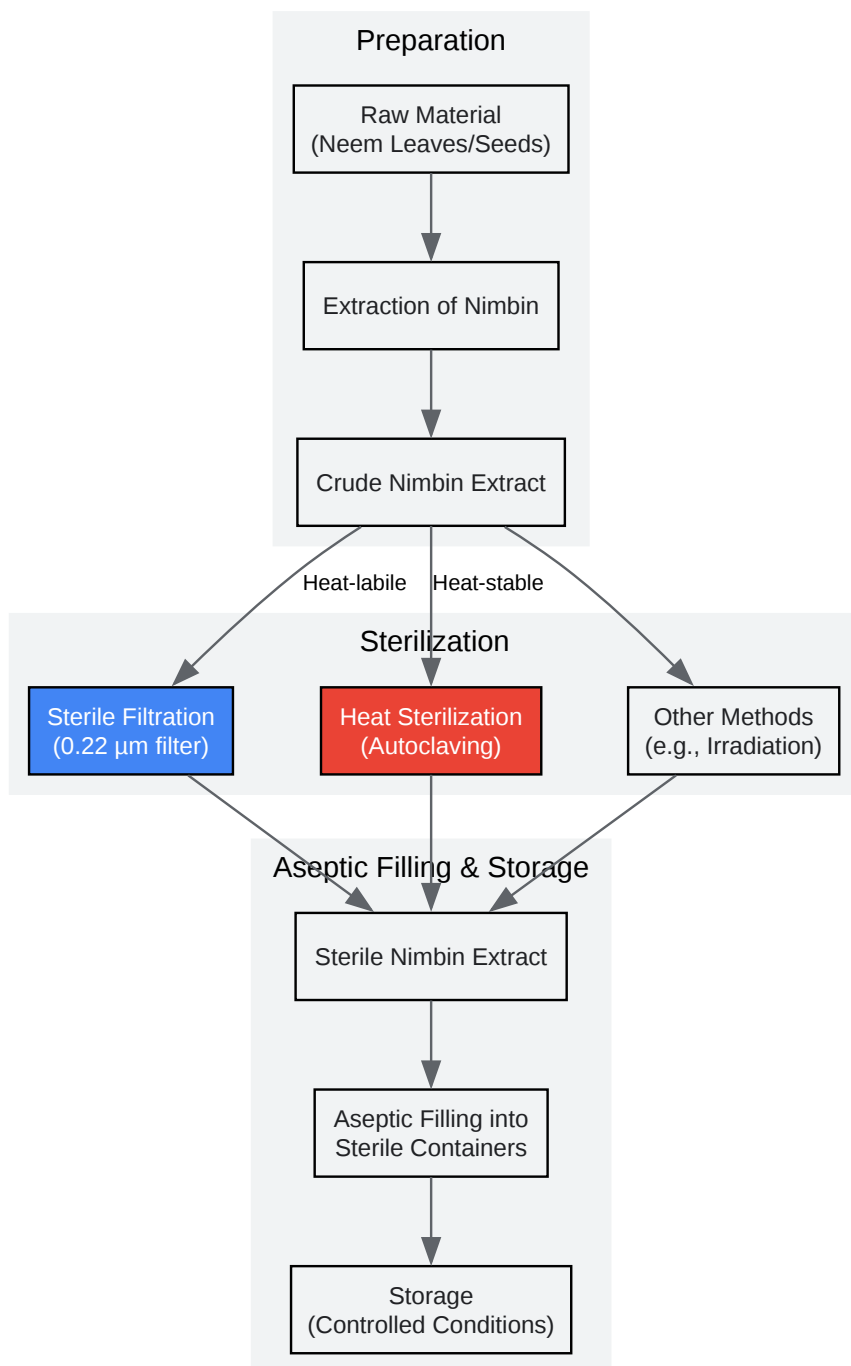 Preparation
Raw Material
(Neem Leaves/Seeds)
Extraction of Nimbin
Crude Nimbin Extract
Heat-labile
Heat-stable
Sterilization
Sterile Filtration
(0.22 µm filter)
Heat Sterilization
(Autoclaving)
Other Methods
(e.g., Irradiation)
Aseptic Filling & Storage
Sterile Nimbin Extract
Aseptic Filling into
Sterile Containers
Storage
(Controlled Conditions)